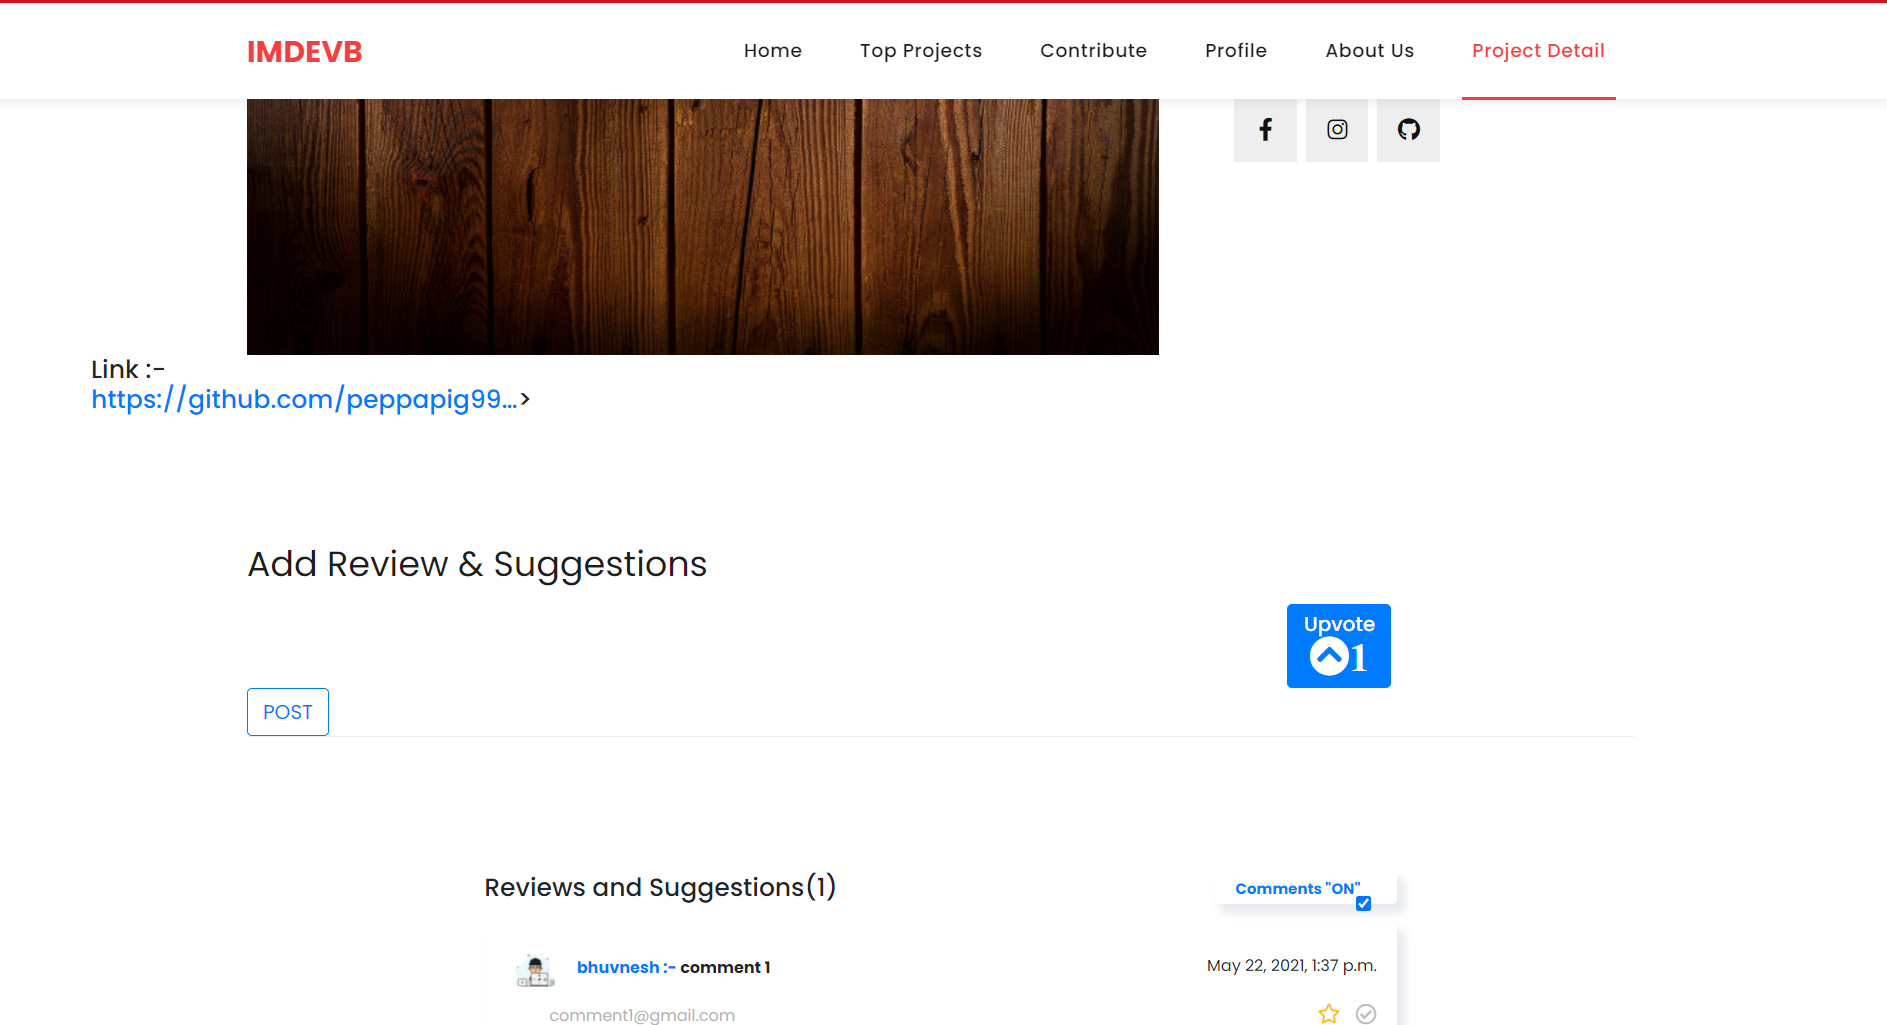 IMDEVB
Home
Top Projects
Contribute
Profile
About Us
Project Detail
Link :-
https://github.com/peppapig99...>
Add Review & Suggestions
Upvote
1
POST
Reviews and Suggestions(1)
Comments "ON"
bhuvnesh :- comment 1
May 22, 2021, 1:37 p.m.
comment1@gmail.com